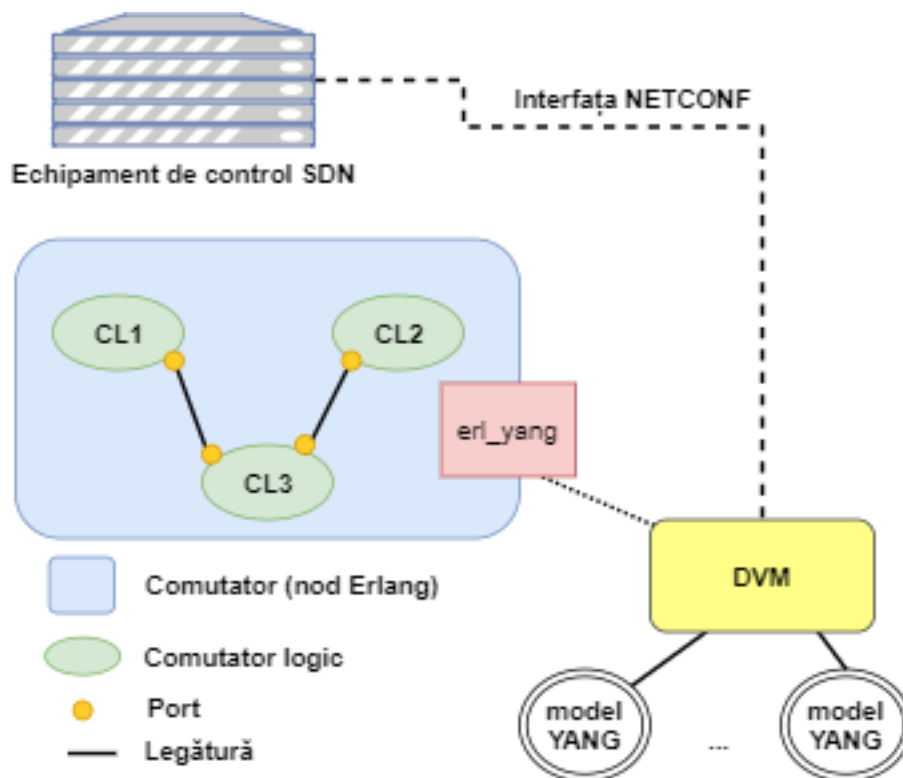 Interfața NETCONF
Echipament de control SDN
CL1
CL2
erl_yang
CL3
DVM
Comutator (nod Erlang)
Comutator logic
Port
Legătură
model
YANG
...
model
YANG